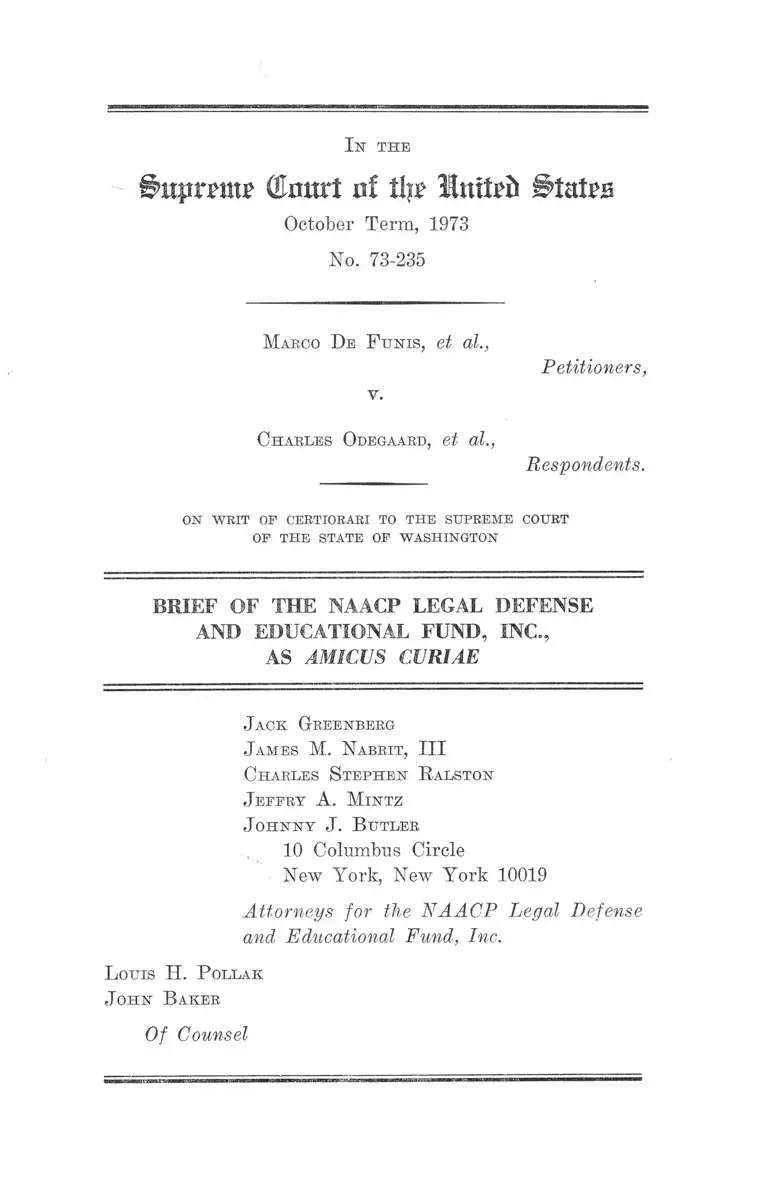 IN THE
Supreme Court of the United States
October Term, 1973
No. 73-235
MARCO DE FUNIS, et al.,
Petitioners,
v.
CHARLES ODEGAARD, et al.,
Respondents.
ON WRIT OF CERTIORARI TO THE SUPREME COURT
OF THE STATE OF WASHINGTON
BRIEF OF THE NAACP LEGAL DEFENSE
AND EDUCATIONAL FUND, INC.,
AS AMICUS CURIAE
JACK GREENBERG
JAMES M. NABRIT, III
CHARLES STEPHEN RALSTON
JEFFRY A. MINTZ
JOHNNY J. BUTLER
10 Columbus Circle
New York, New York 10019
Attorneys for the NAACP Legal Defense
and Educational Fund, Inc.
LOUIS H. POLLAK
JOHN BAKER
Of Counsel